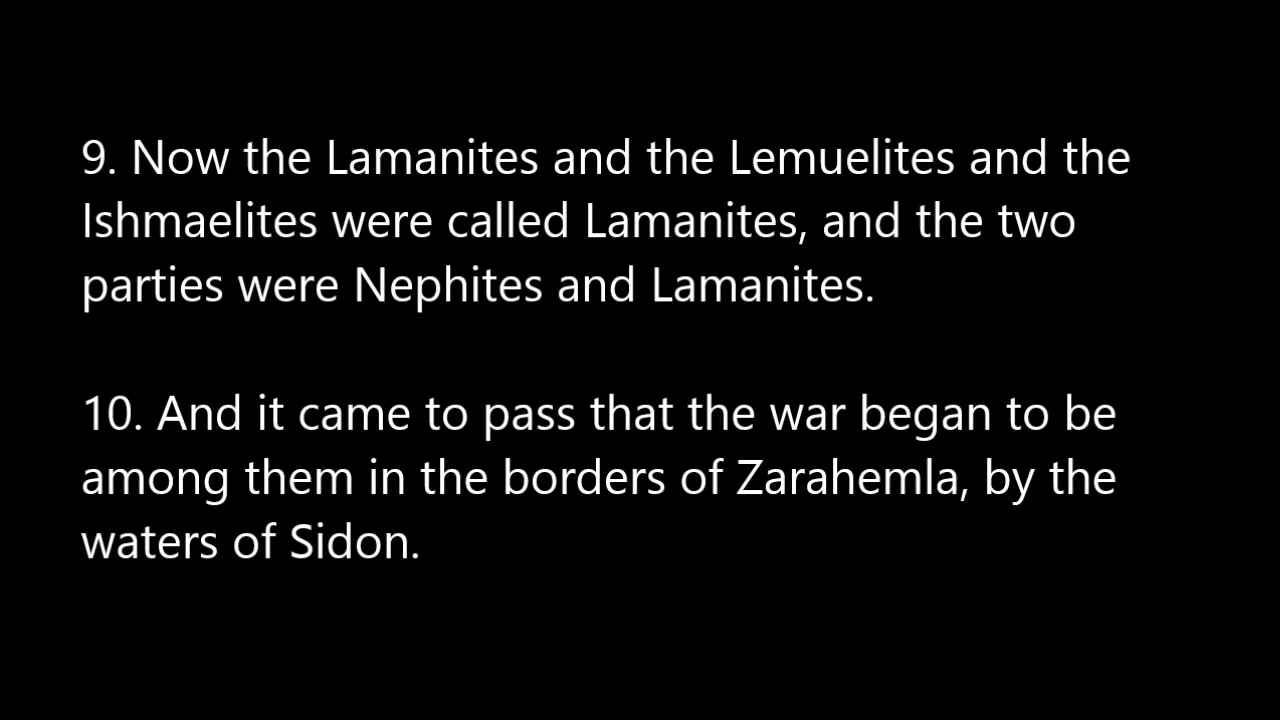 9. Now the Lamanites and the Lemuelites and the
Ishmaelites were called Lamanites, and the two
parties were Nephites and Lamanites.
10. And it came to pass that the war began to be
among them in the borders of Zarahemla, by the
waters of Sidon.